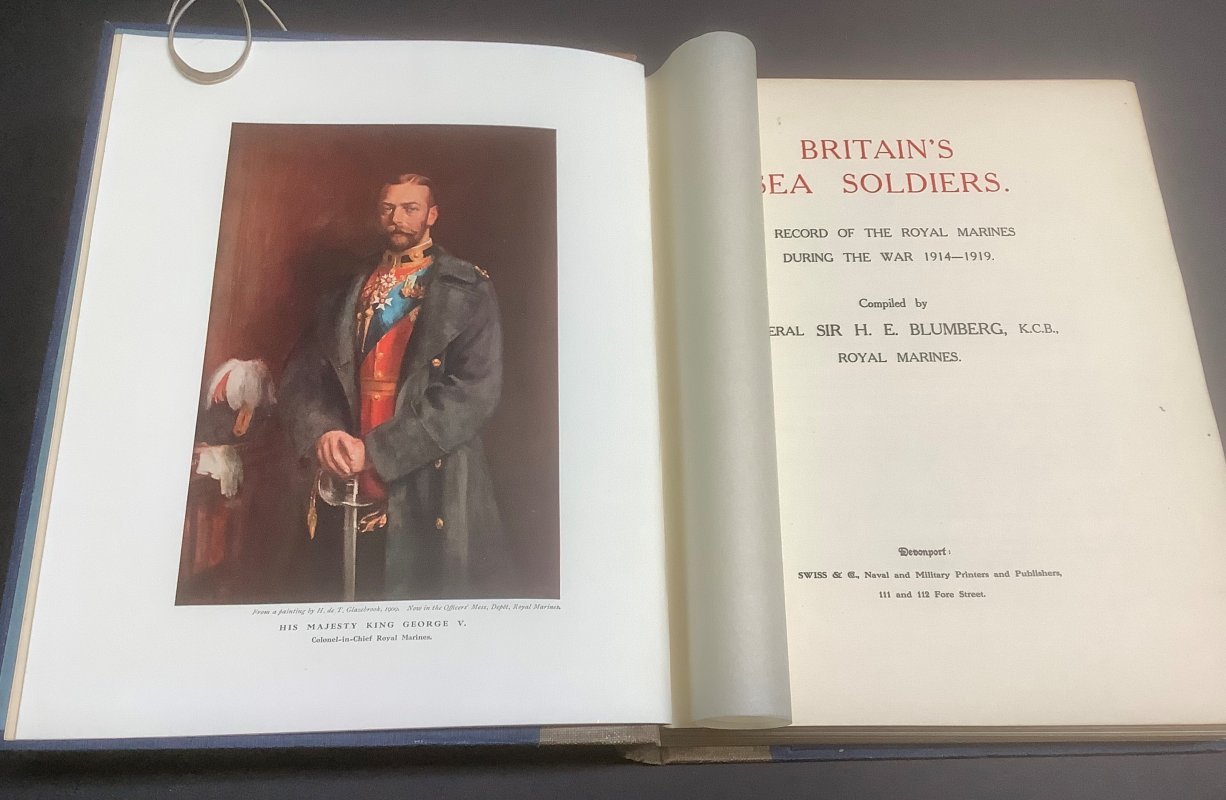 From a painting by H. de T. Glazebrook, 1900. Now in the Officers' Mess, Depôt, Royal Marines.
HIS MAJESTY KING GEORGE V.
Colonel-in-Chief Royal Marines.
BRITAIN'S
SEA SOLDIERS.
RECORD OF THE ROYAL MARINES
DURING THE WAR 1914—1919.
Compiled by
ERAL SIR H. E. BLUMBERG, K.C.B.,
ROYAL MARINES.
Devonport:
SWISS & Co., Naval and Military Printers and Publishers,
111 and 112 Fore Street.